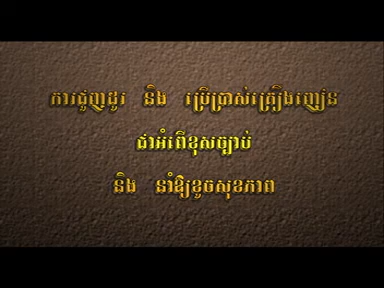 ការជួញដូរ និង ប្រើប្រាស់គ្រឿងញៀន
ជាអំពើខុសច្បាប់
និង នាំឱ្យខូចសុខភាព